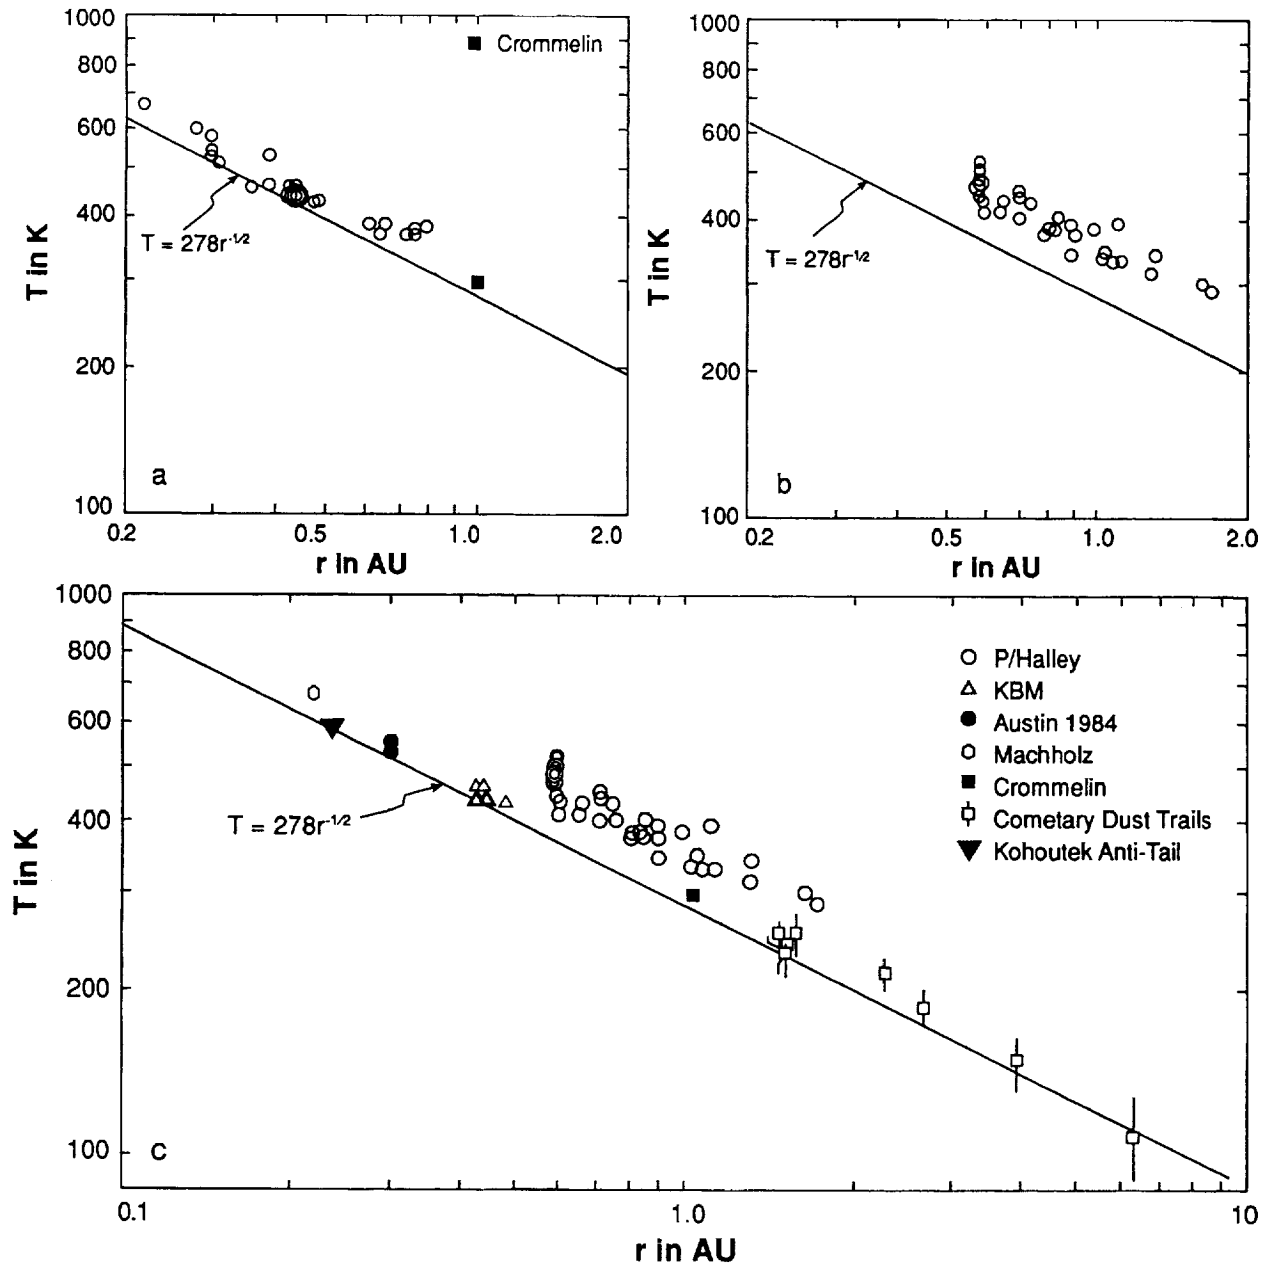 1000
800
600
400
200
100
T in K
■ Crommelin
T = 278r-1/2
a
0.2 0.5 1.0 2.0
r in AU
1000
800
600
400
200
100
T in K
T = 278r-1/2
b
0.2 0.5 1.0 2.0
r in AU
1000
800
600
400
200
100
T in K
P/Halley
KBM
Austin 1984
Machholz
Crommelin
Cometary Dust Trails
Kohoutek Anti-Tail
T = 278r-1/2
c
0.1 1.0 10
r in AU